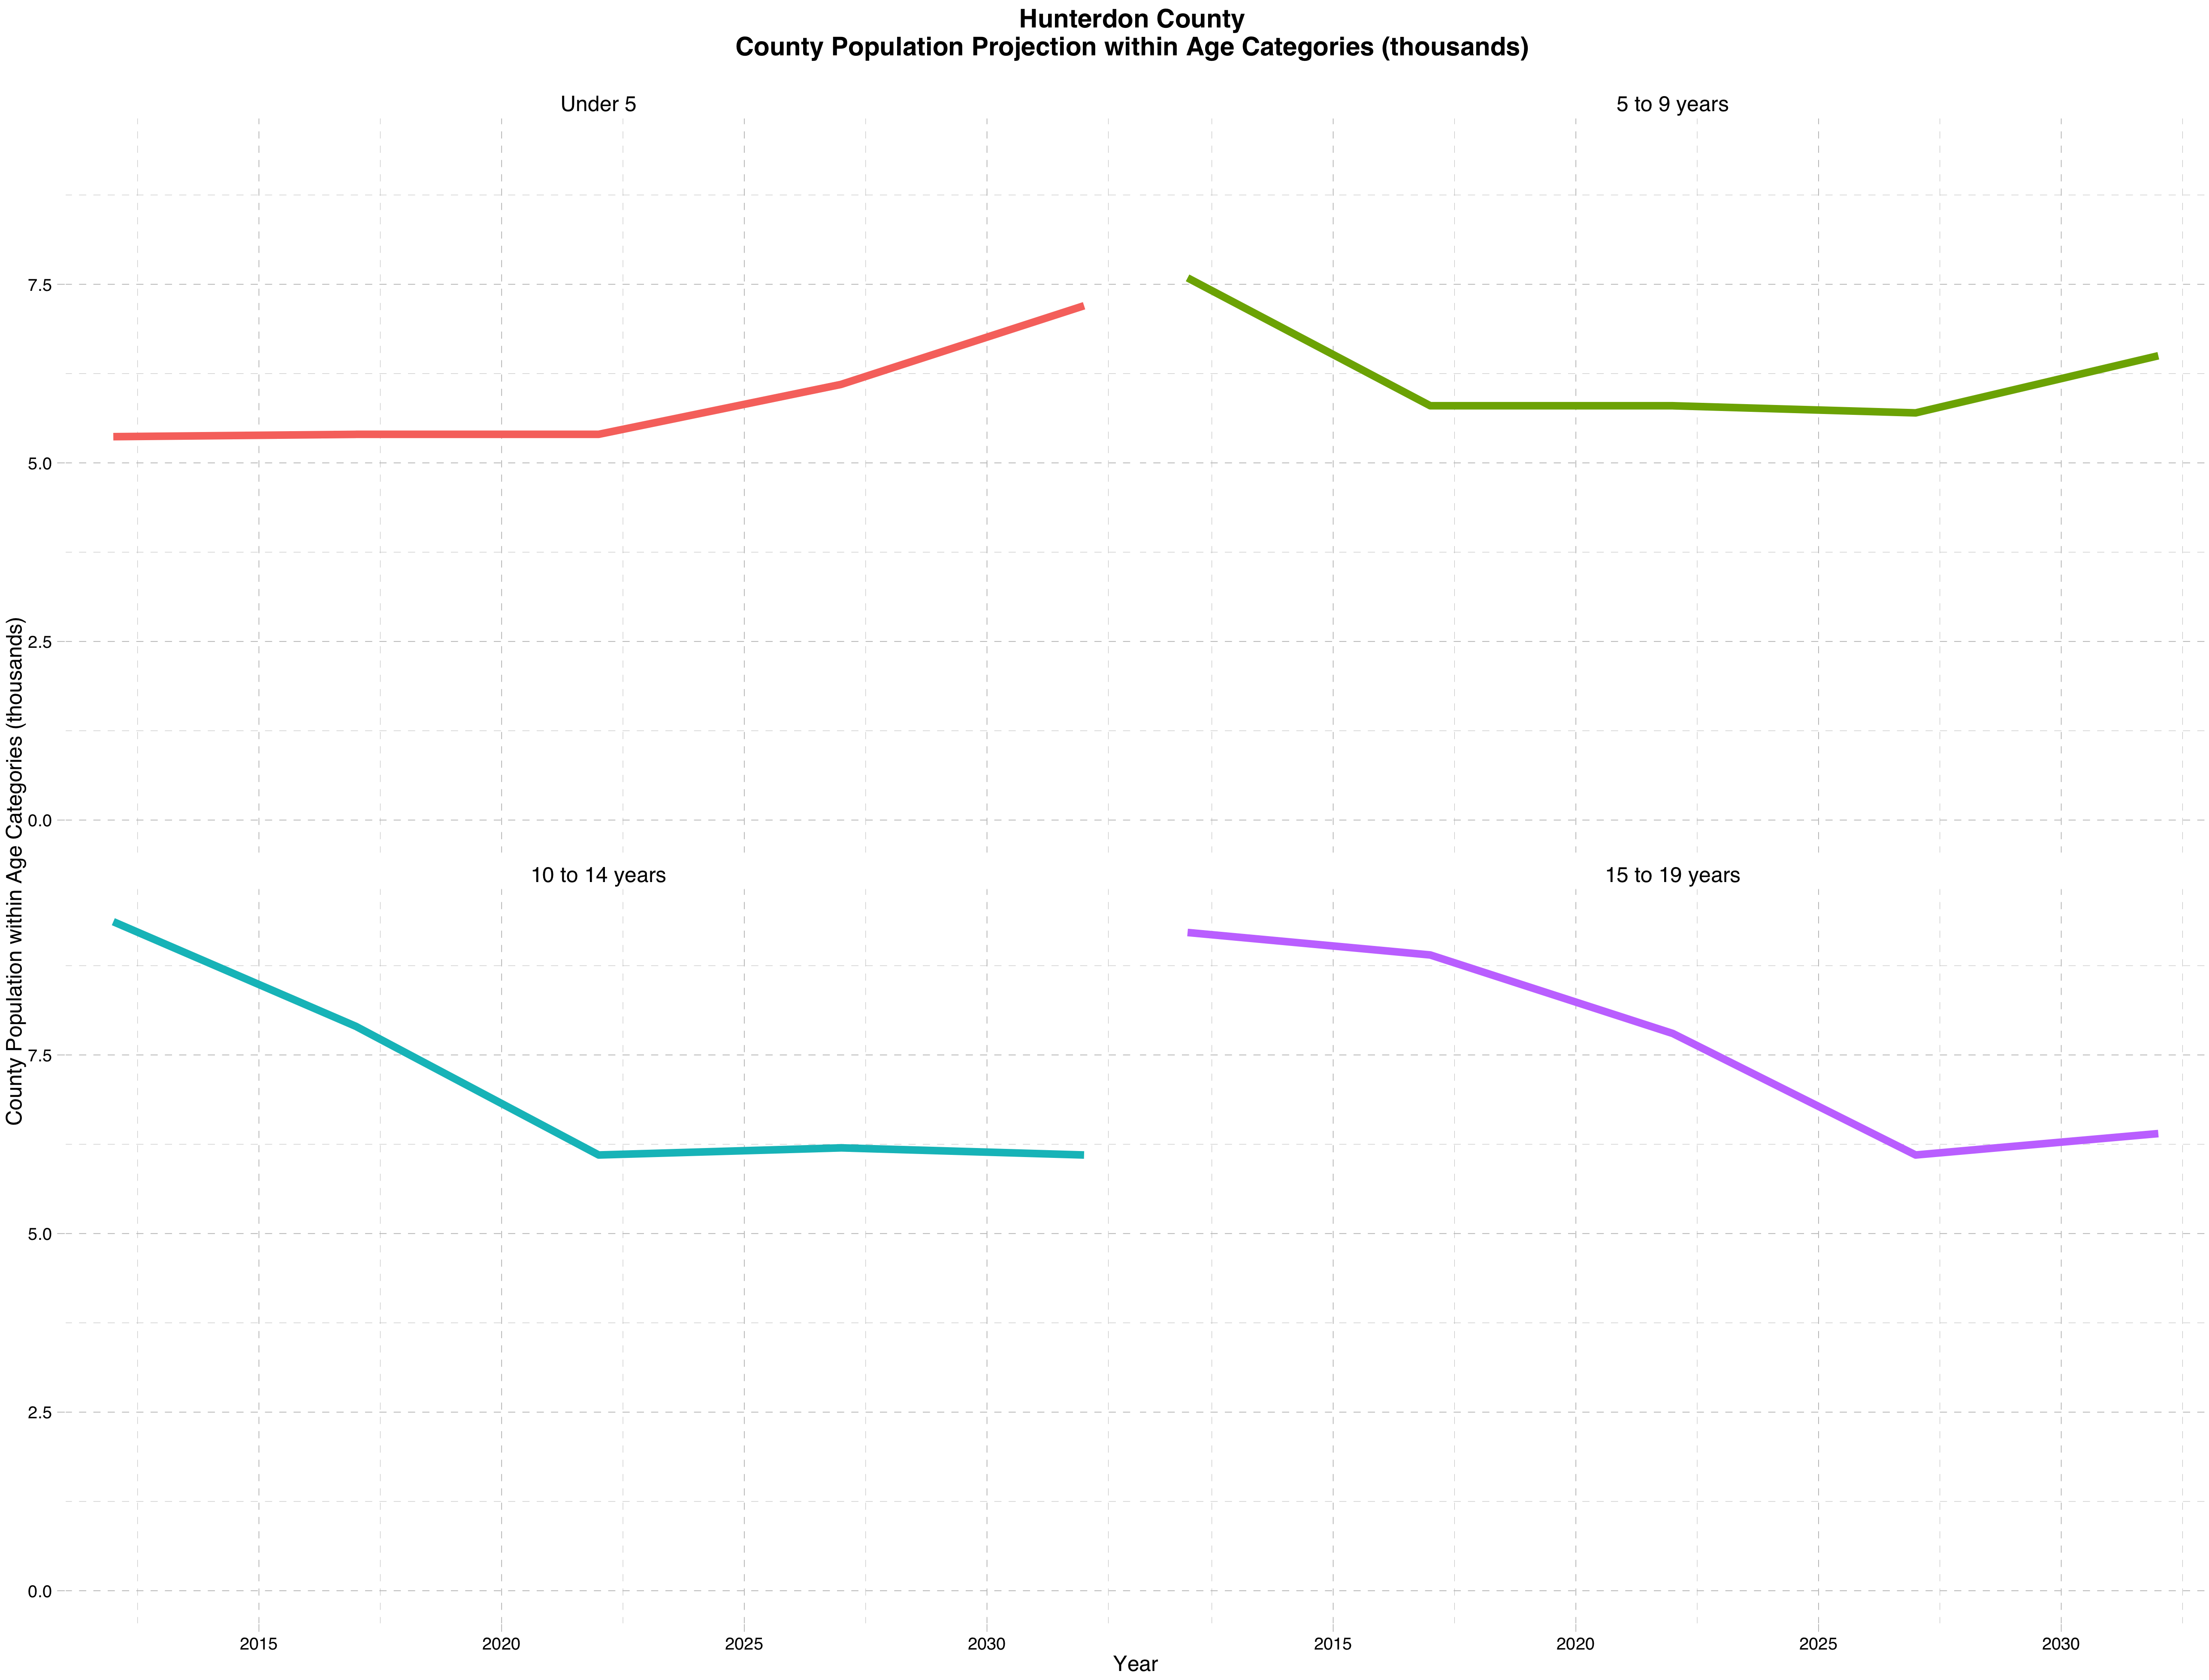 Hunterdon County
County Population Projection within Age Categories (thousands)
Under 5
5 to 9 years
7.5
5.0
2.5
0.0
10 to 14 years
15 to 19 years
7.5
5.0
2.5
0.0
County Population within Age Categories (thousands)
2015 2020 2025 2030 2015 2020 2025 2030
Year